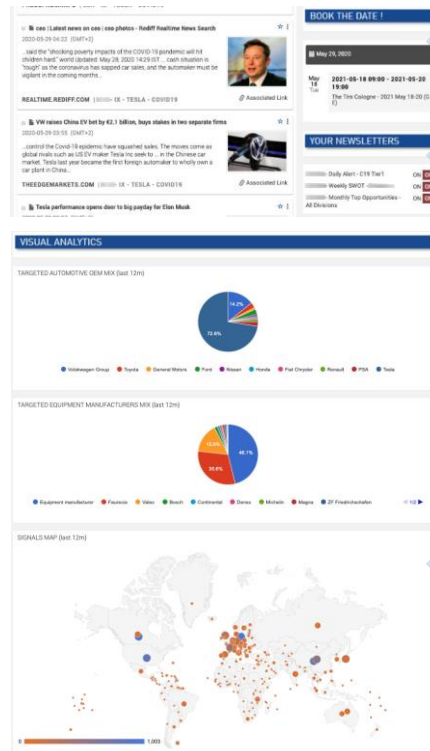 BOOK THE DATE !
ceo : Latest news on ceo | ceo photos - Rediff Realtime News Search
2020-05-29 04:22 (GMT+2)
...said the "shocking poverty impacts of the COVID-19 pandemic will hit
children hard." world Updated: May 28, 2020 14:29 IST ... cash situation is
"tough" as the coronavirus has sapped car sales, and the automaker must be
vigilant in the coming months...
REALTIME.REDIFF.COM
IX - TESLA - COVID19
Associated Link
VW raises China EV bet by €2.1 billion, buys stakes in two separate firms
2020-05-29 03:55 (GMT+2)
...control the Covid-19 epidemic have squashed sales. The moves come as
global rivals such as US EV maker Tesla Inc seek to ... in the Chinese car
market. Tesla last year became the first foreign automaker to wholly own a
car plant in China...
THEEDGEMARKETS.COM
IX - TESLA - COVID19
Associated Link
Tesla performance opens door to big payday for Elon Musk
May 29, 2020
May
18
Tue
2021-05-18 09:00 - 2021-05-20
19:00
The Tire Cologne - 2021 May 18-20 (G
E)
YOUR NEWSLETTERS
Daily Alert - C19 Tier1
ON
Weekly SWOT
ON
Monthly Top Opportunities -
All Divisions
ON
VISUAL ANALYTICS
TARGETED AUTOMOTIVE OEM MIX (last 12m)
14.2%
72.6%
Volkswagen Group Toyota General Motors Ford Nissan Honda Fiat Chrysler Renault PSA Tesla
TARGETED EQUIPMENT MANUFACTURERS MIX (last 12m)
46.1%
Equipment manufacturer Faurecia Valeo Bosch Continental Denso Michelin Magna ZF Friedrichshafen
1/2
SIGNALS MAP (last 12m)
0